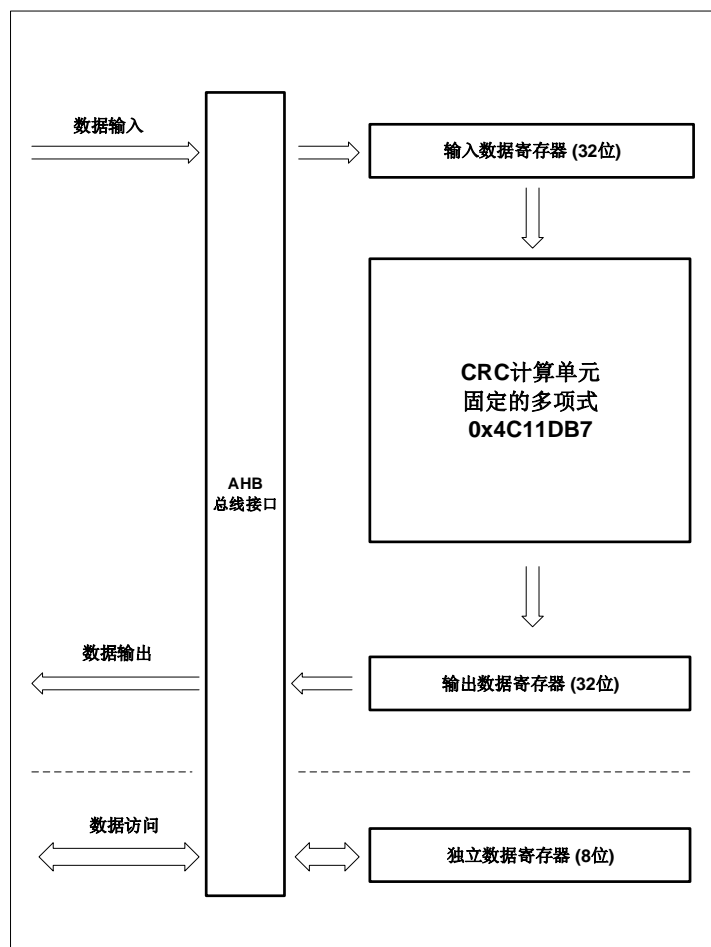 数据输入
输入数据寄存器 (32位)
CRC计算单元
固定的多项式
0x4C11DB7
AHB
总线接口
数据输出
输出数据寄存器 (32位)
数据访问
独立数据寄存器 (8位)